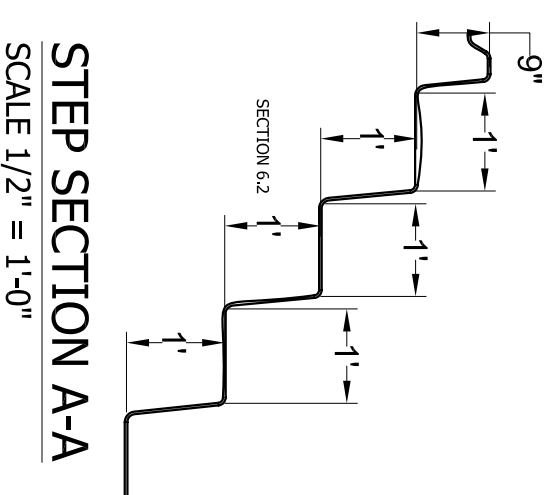 9"
1'
1'
1'
1'
1'
1'
SECTION 6.2
STEP SECTION A-A
SCALE 1/2" = 1'-0"